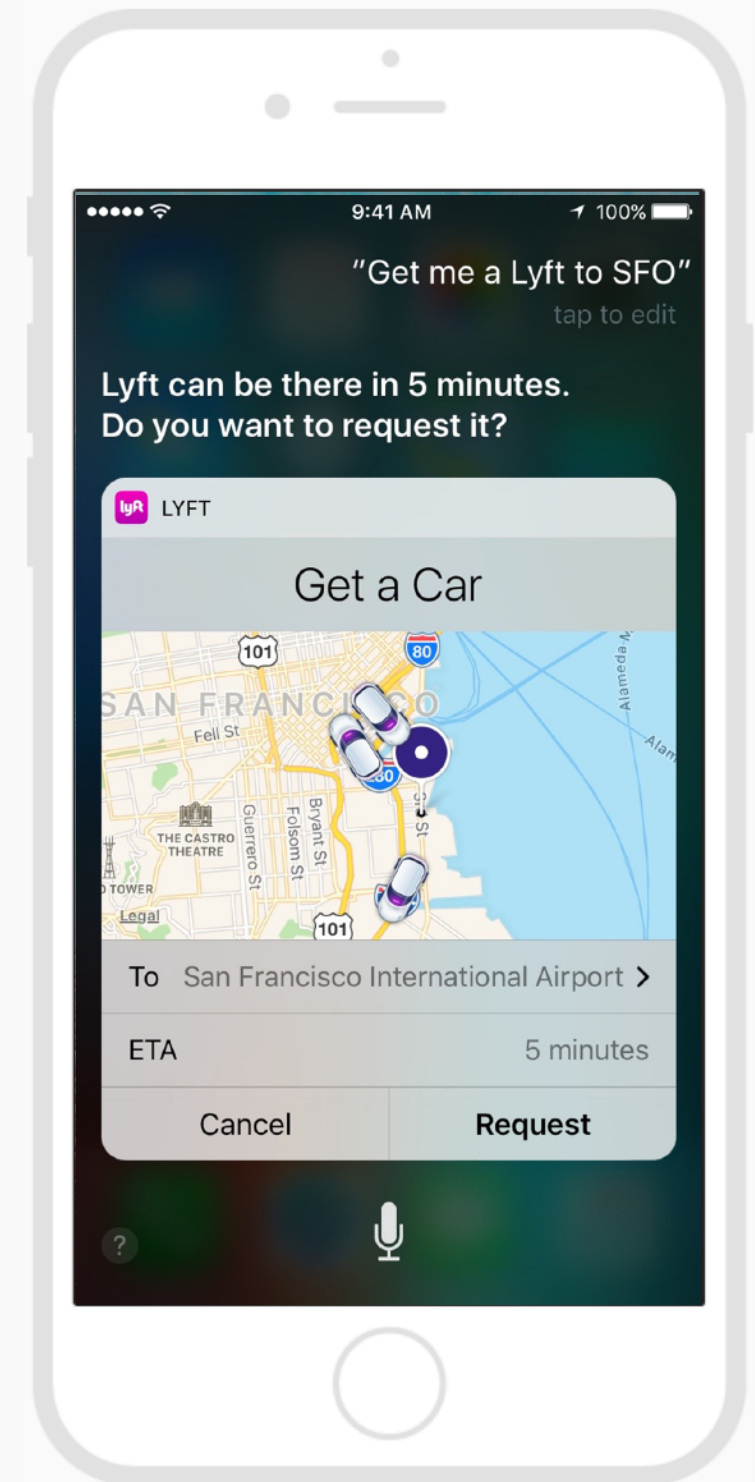 9:41 AM
100%
"Get me a Lyft to SFO"
tap to edit
Lyft can be there in 5 minutes.
Do you want to request it?
lyft LYFT
Get a Car
101
80
SAN FRANCISCO
Fell St
Alameda
Alam
280
THE CASTRO
THEATRE
Guerrero St
Folsom St
Bryant St
St
O TOWER
Legal
101
To San Francisco International Airport >
ETA 5 minutes
Cancel Request
?